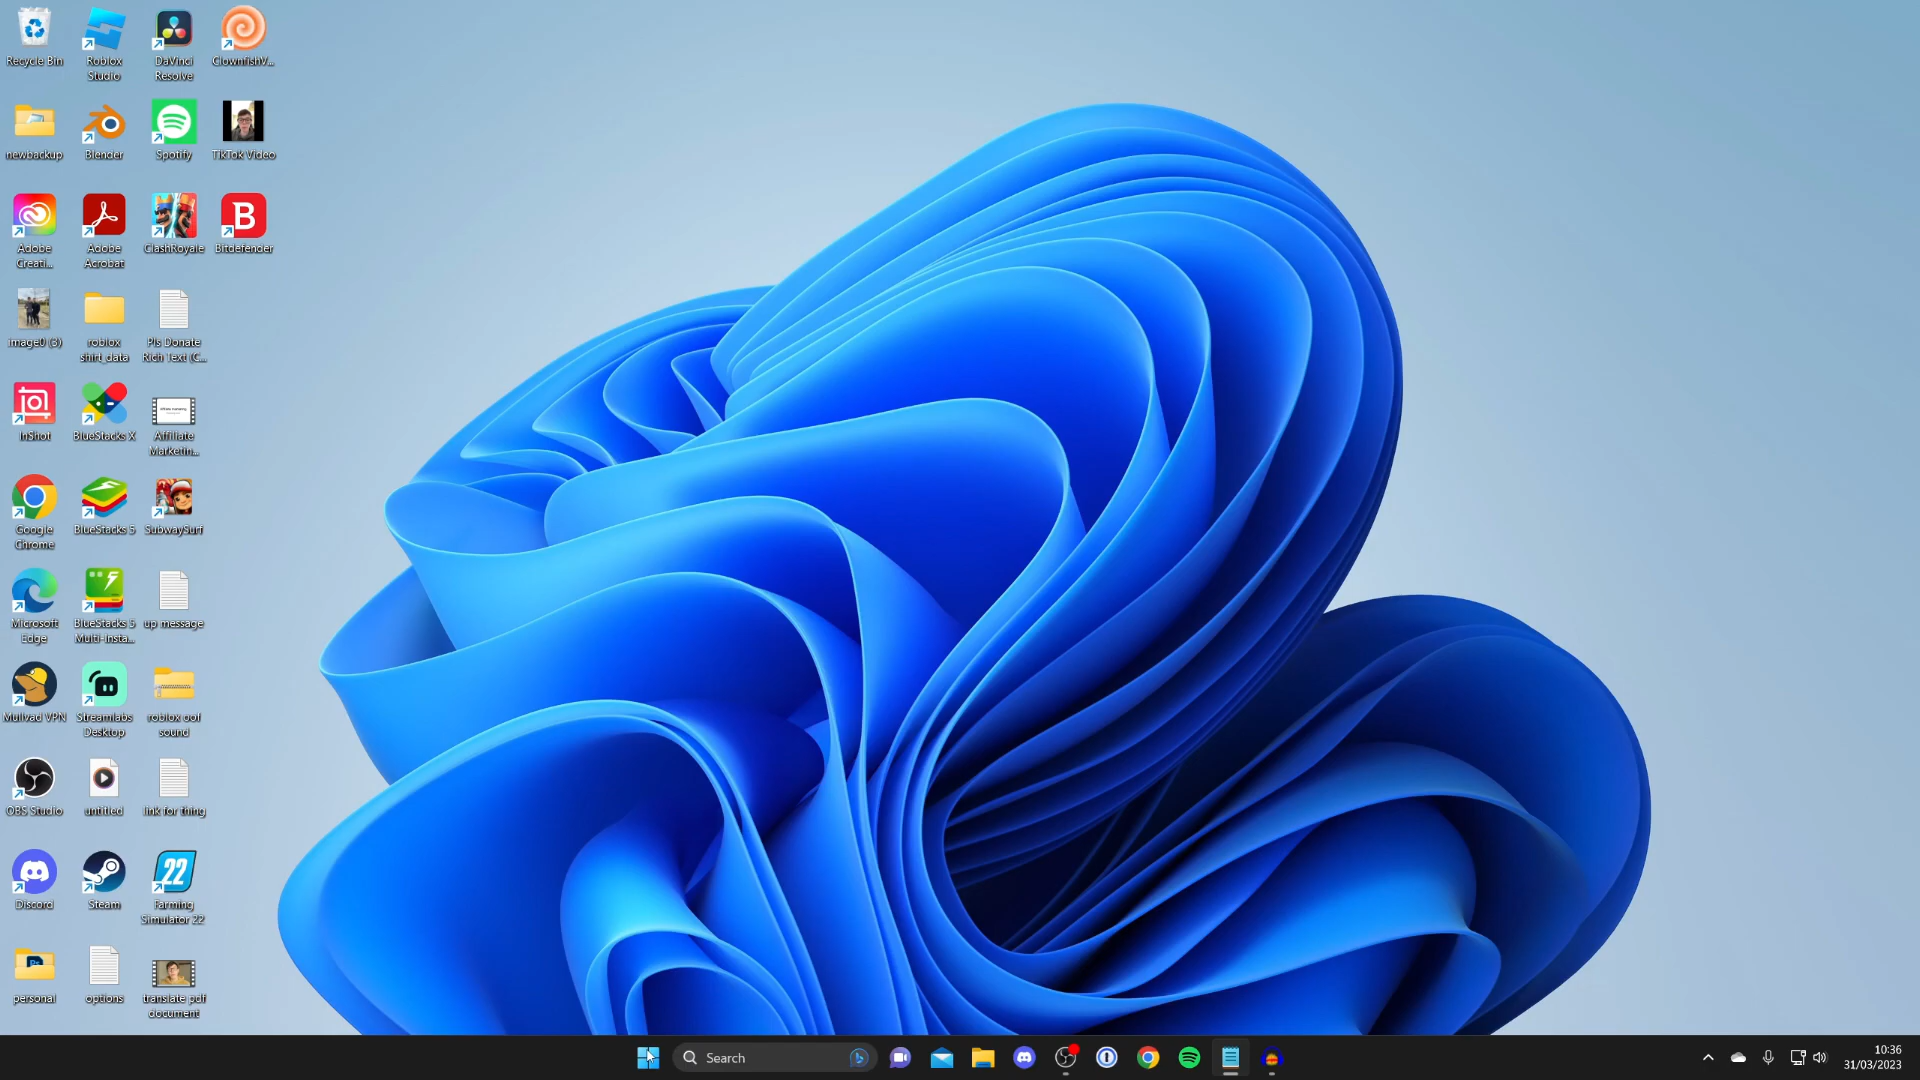 Recycle Bin
Roblox
Studio
DaVinci
Resolve
ClownfishV...
newbackup
Blender
Spotify
TikTok Video
Adobe
Creati...
Adobe
Acrobat
ClashRoyale
Bitdefender
image0 (3)
roblox
shirt_data
Pls Donate
Rich Text (C...
InShot
BlueStacks X
Affiliate
Marketin...
Google
Chrome
BlueStacks 5
SubwaySurf
Microsoft
Edge
BlueStacks 5
Multi-Insta...
up message
Mullvad VPN
Streamlabs
Desktop
roblox oof
sound
OBS Studio
untitled
link for thing
Discord
Steam
22
Farming
Simulator 22
personal
options
translate pdf
document
Search
10:36
31/03/2023